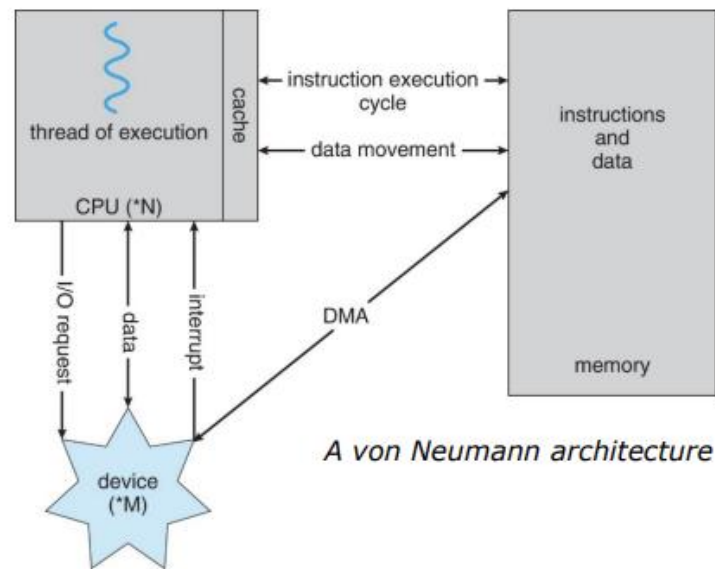 thread of execution
cache
CPU (*N)
instruction execution
cycle
data movement
instructions
and
data
memory
I/O request
data
interrupt
DMA
device
(*M)
A von Neumann architecture